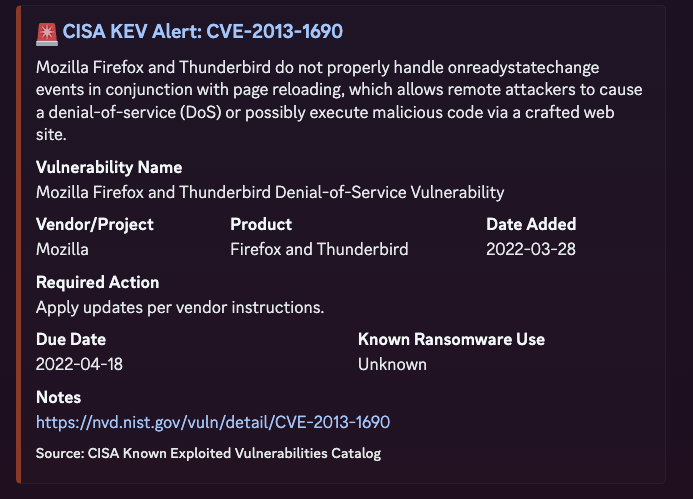 🚨 CISA KEV Alert: CVE-2013-1690
Mozilla Firefox and Thunderbird do not properly handle onreadystatechange
events in conjunction with page reloading, which allows remote attackers to cause
a denial-of-service (DoS) or possibly execute malicious code via a crafted web
site.
Vulnerability Name
Mozilla Firefox and Thunderbird Denial-of-Service Vulnerability
Vendor/Project Product Date Added
Mozilla Firefox and Thunderbird 2022-03-28
Required Action
Apply updates per vendor instructions.
Due Date Known Ransomware Use
2022-04-18 Unknown
Notes
https://nvd.nist.gov/vuln/detail/CVE-2013-1690
Source: CISA Known Exploited Vulnerabilities Catalog